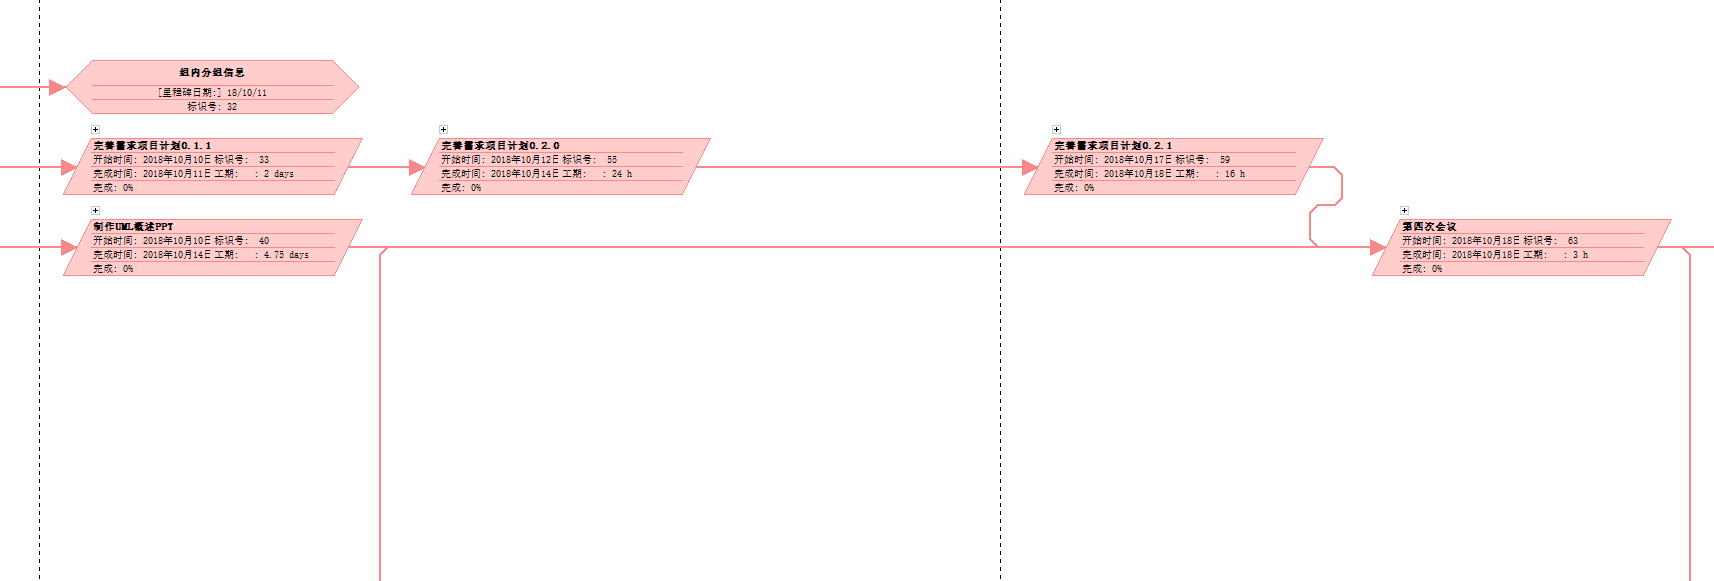 组内分组信息
[里程碑日期:] 18/10/11
标识号: 32
完善需求项目计划0.1.1
开始时间: 2018年10月10日 标识号: 33
完成时间: 2018年10月11日 工期: : 2 days
完成: 0%
完善需求项目计划0.2.0
开始时间: 2018年10月12日 标识号: 55
完成时间: 2018年10月14日 工期: : 24 h
完成: 0%
完善需求项目计划0.2.1
开始时间: 2018年10月17日 标识号: 59
完成时间: 2018年10月18日 工期: : 16 h
完成: 0%
制作UML概述PPT
开始时间: 2018年10月10日 标识号: 40
完成时间: 2018年10月14日 工期: : 4.75 days
完成: 0%
第四次会议
开始时间: 2018年10月18日 标识号: 63
完成时间: 2018年10月18日 工期: : 3 h
完成: 0%